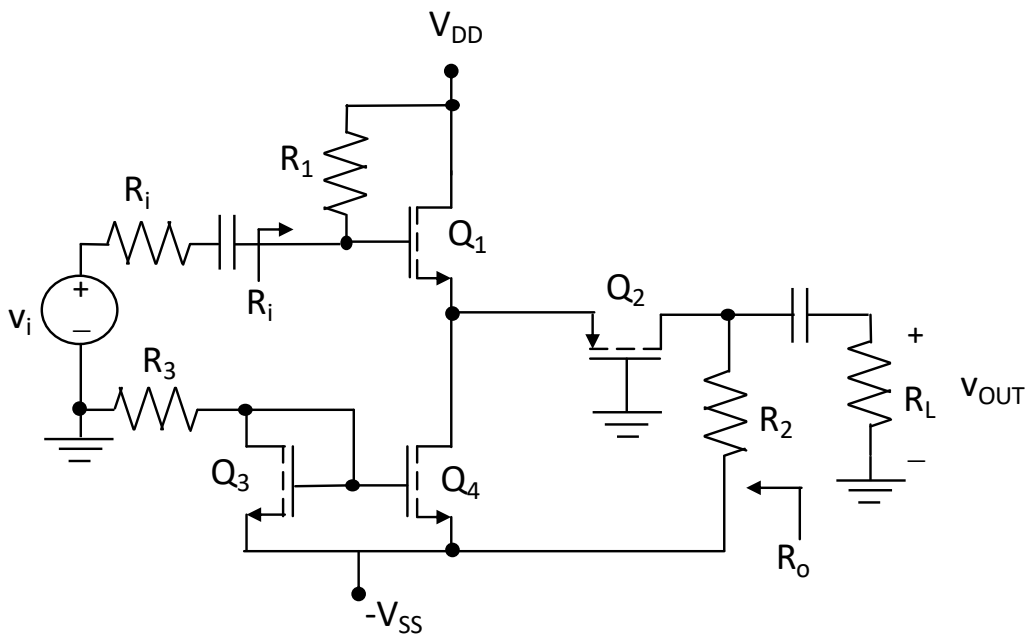 V_DD
R_1
R_i
Q_1
+
v_i
–
R_i
Q_2
+
R_L
v_OUT
–
R_3
R_2
Q_3
Q_4
R_o
-V_SS